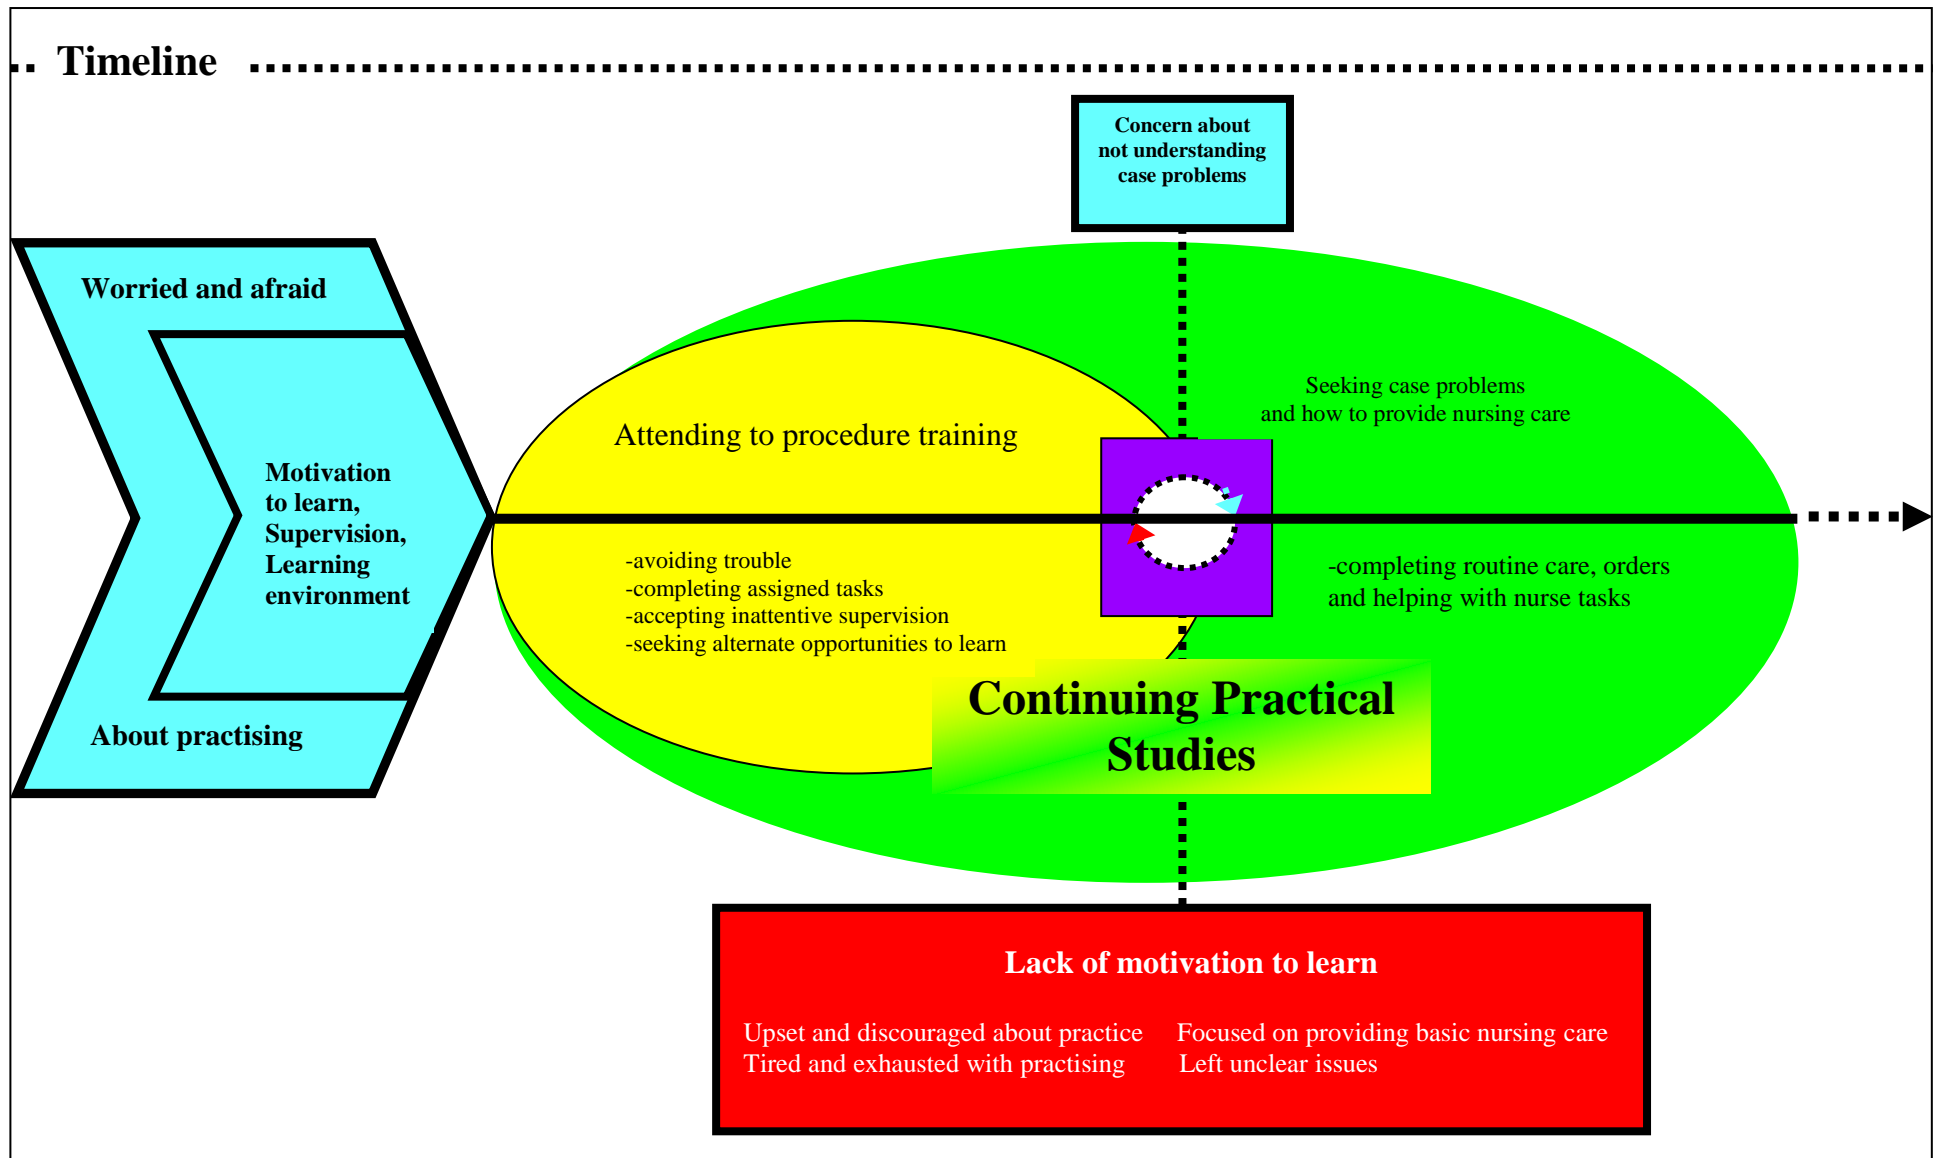 Timeline
Concern about
not understanding
case problems
Worried and afraid
Motivation
to learn,
Supervision,
Learning
environment
About practising
Attending to procedure training
-avoiding trouble
-completing assigned tasks
-accepting inattentive supervision
-seeking alternate opportunities to learn
Seeking case problems
and how to provide nursing care
-completing routine care, orders
and helping with nurse tasks
Continuing Practical
Studies
Lack of motivation to learn
Upset and discouraged about practice Focused on providing basic nursing care
Tired and exhausted with practising Left unclear issues